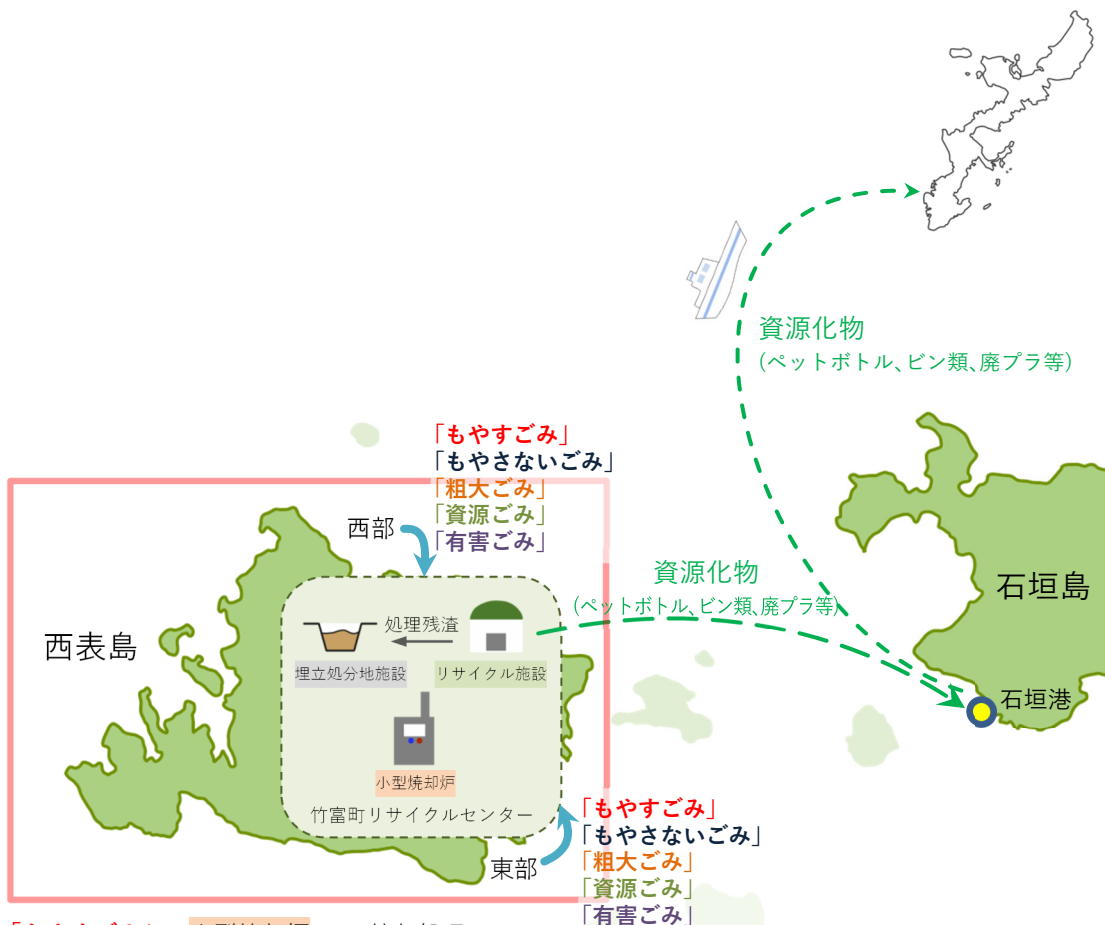 資源化物
(ペットボトル、ビン類、廃プラ等)
「もやすごみ」
「もやさないごみ」
「粗大ごみ」
「資源ごみ」
「有害ごみ」
西部
資源化物
(ペットボトル、ビン類、廃プラ等)
石垣島
西表島
処理残渣
埋立処分地施設
リサイクル施設
石垣港
小型焼却炉
竹富町リサイクルセンター
東部
「もやすごみ」
「もやさないごみ」
「粗大ごみ」
「資源ごみ」
「有害ごみ」